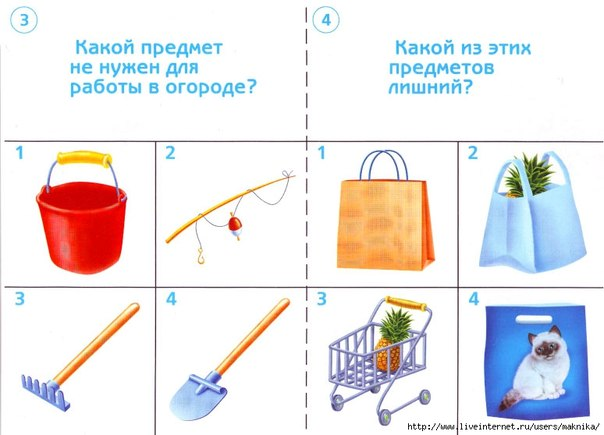 3
Какой предмет
не нужен для
работы в огороде?
1
2
3
4
4
Какой из этих
предметов
лишний?
1
2
3
4
http://www.liveinternet.ru/users/maknika/